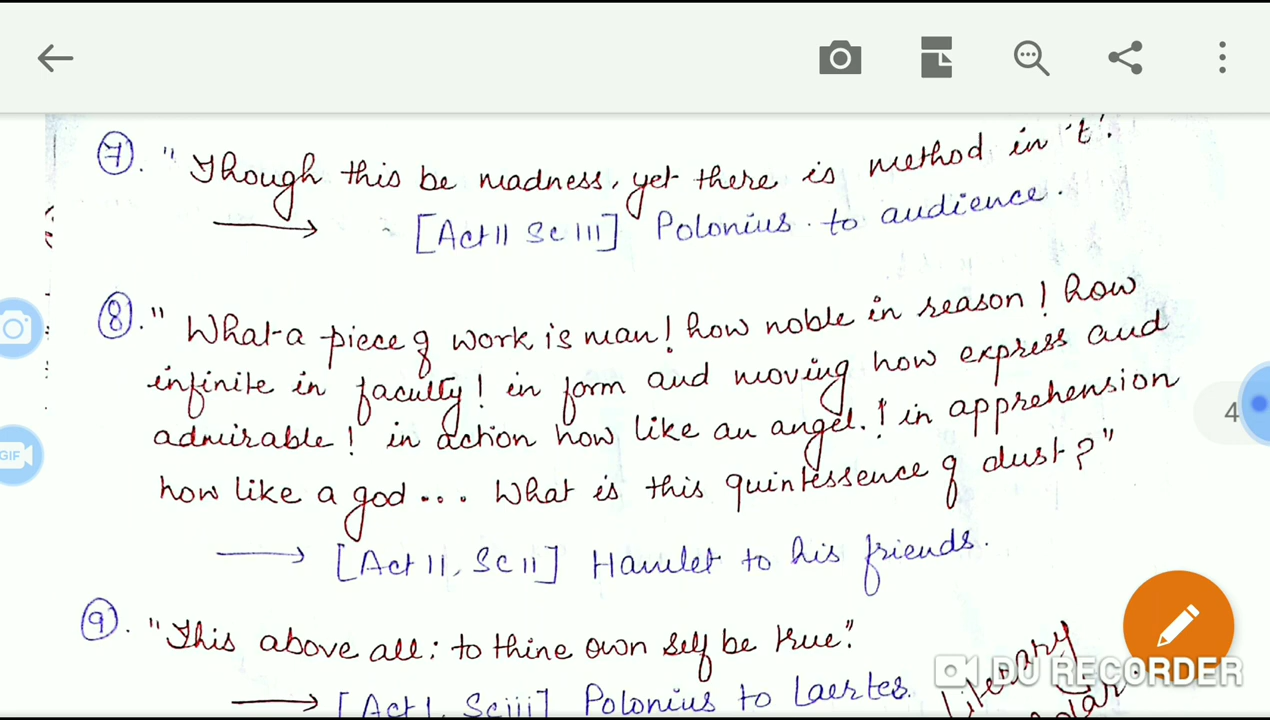 7. "Though this be madness, yet there is method in 't'.
[Act II Sc III] Polonius. to audience.
8. " What a piece of work is man! how noble in reason! how
infinite in faculty! in form and moving how express and
admirable! in action how like an angel.! in apprehension
how like a god... What is this quintessence of dust?"
[Act II, Sc II] Hamlet to his friends.
9. "This above all: to thine own self be true."
[Act I, Sc iii] Polonius to Laertes.
Literary
4
GIF
DU RECORDER